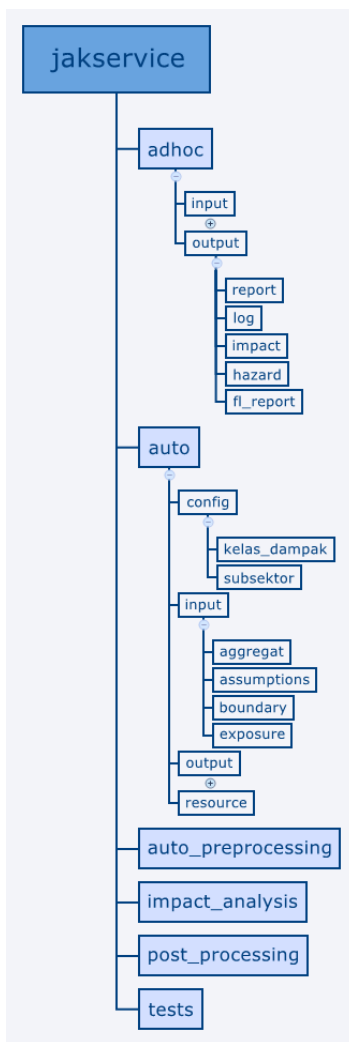 jakservice
adhoc
input
output
report
log
impact
hazard
fl_report
auto
config
kelas_dampak
subsektor
input
aggregat
assumptions
boundary
exposure
output
resource
auto_preprocessing
impact_analysis
post_processing
tests